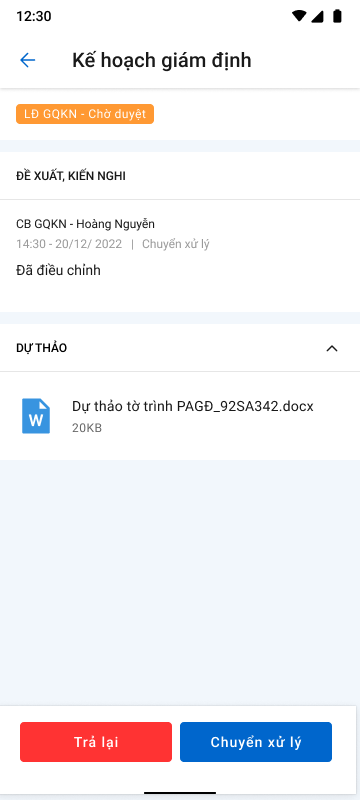 12:30
Kế hoạch giám định
LĐ GQKN - Chờ duyệt
ĐỀ XUẤT, KIẾN NGHI
CB GQKN - Hoàng Nguyễn
14:30 - 20/12/ 2022 | Chuyển xử lý
Đã điều chỉnh
DỰ THẢO
W
Dự thảo tờ trình PAGĐ_92SA342.docx
20KB
Trả lại
Chuyển xử lý